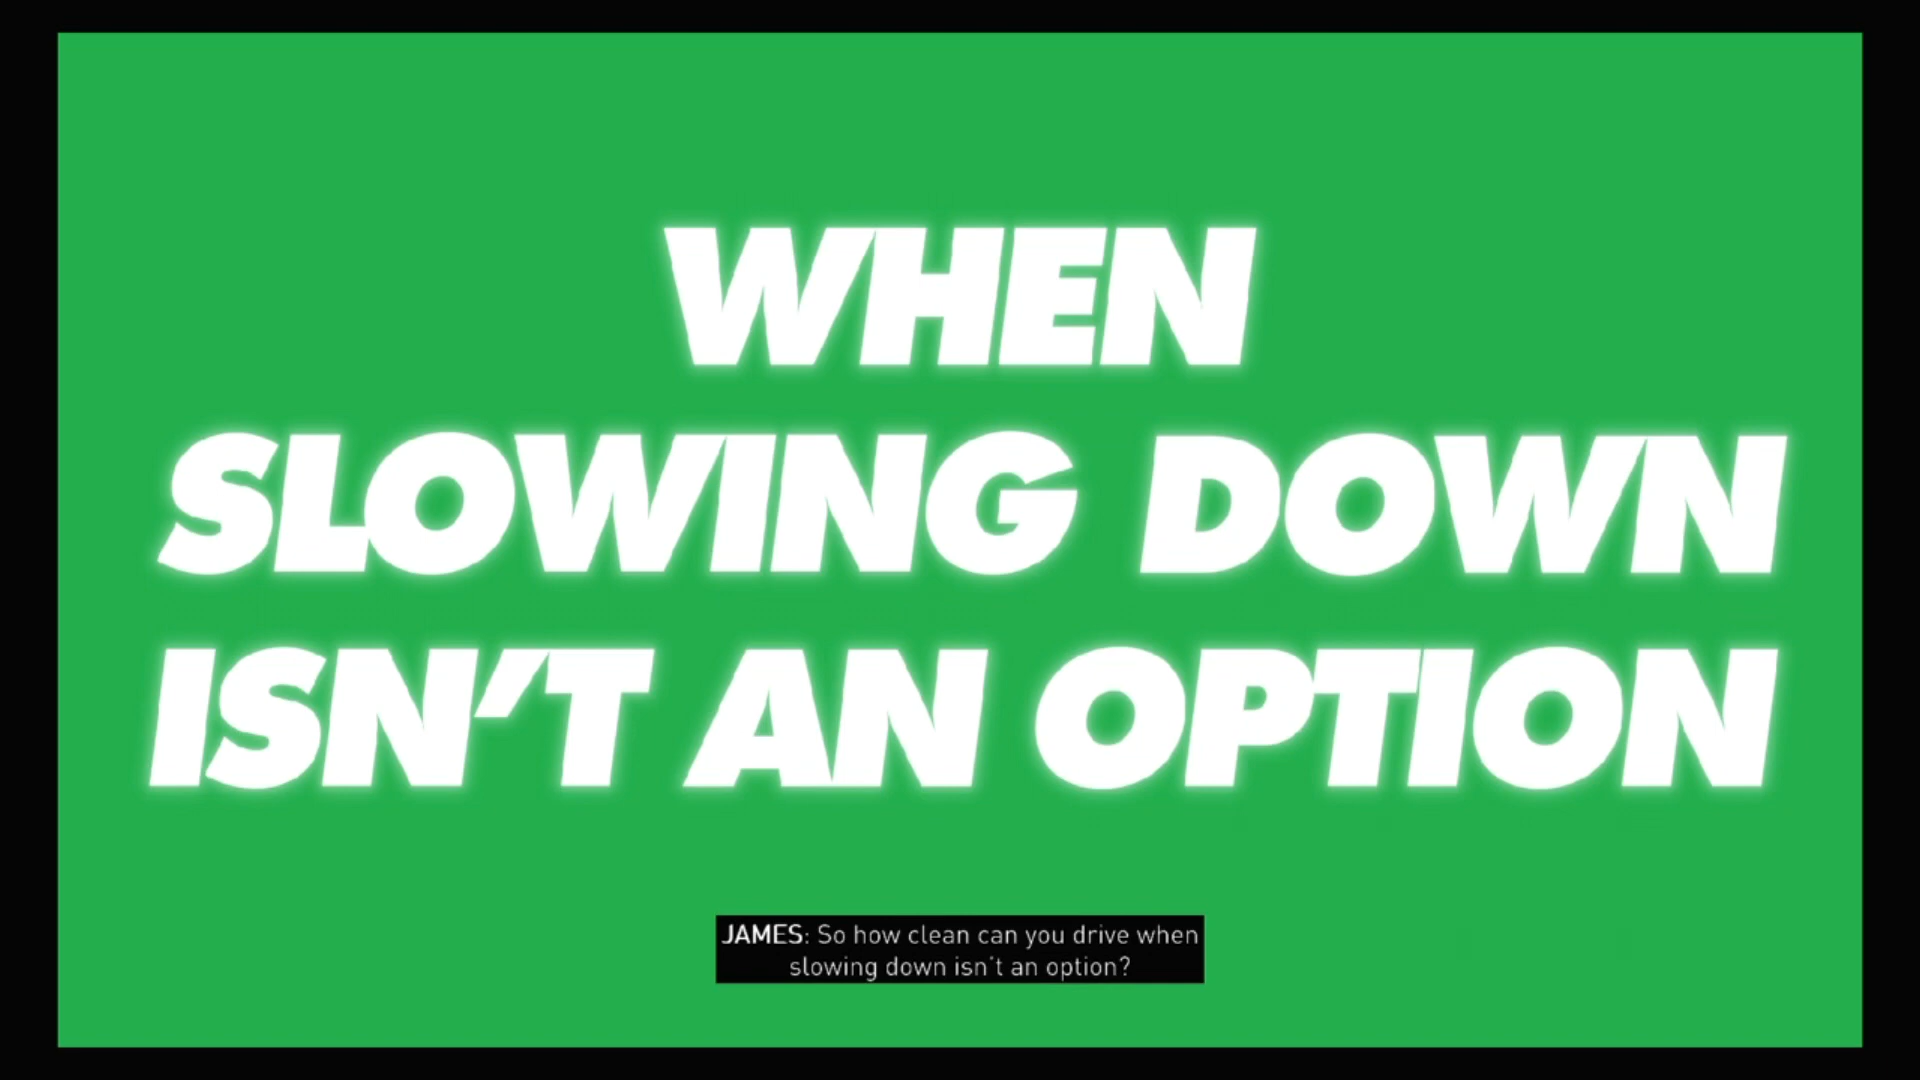 WHEN
SLOWING DOWN
ISN’T AN OPTION
JAMES: So how clean can you drive when
slowing down isn't an option?